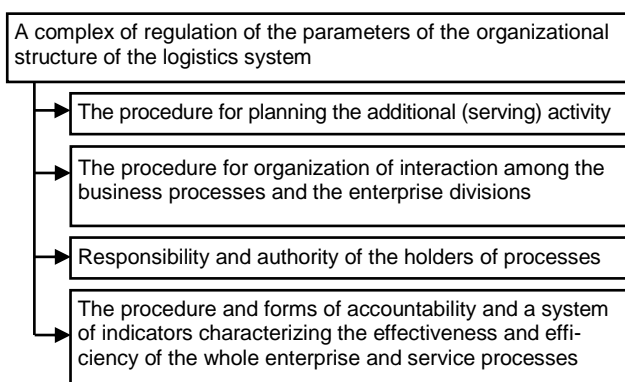 A complex of regulation of the parameters of the organizational
structure of the logistics system
The procedure for planning the additional (serving) activity
The procedure for organization of interaction among the
business processes and the enterprise divisions
Responsibility and authority of the holders of processes
The procedure and forms of accountability and a system
of indicators characterizing the effectiveness and effi-
ciency of the whole enterprise and service processes